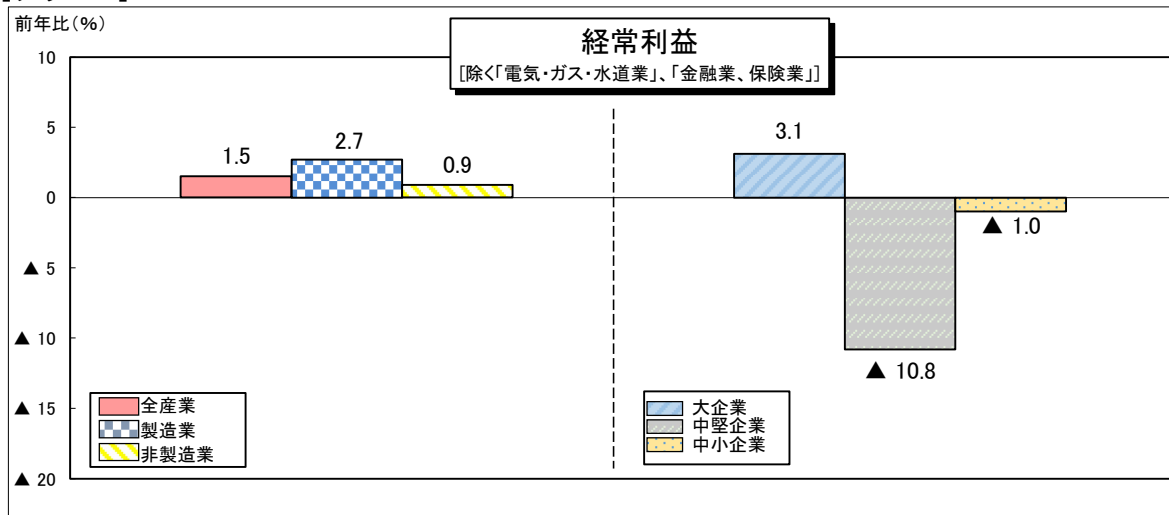 前年比(%)
経常利益
[除く「電気・ガス・水道業」、「金融業、保険業」]
10
5
0
▲ 5
▲ 10
▲ 15
▲ 20
1.5
2.7
0.9
3.1
▲ 10.8
▲ 1.0
全産業
製造業
非製造業
大企業
中堅企業
中小企業